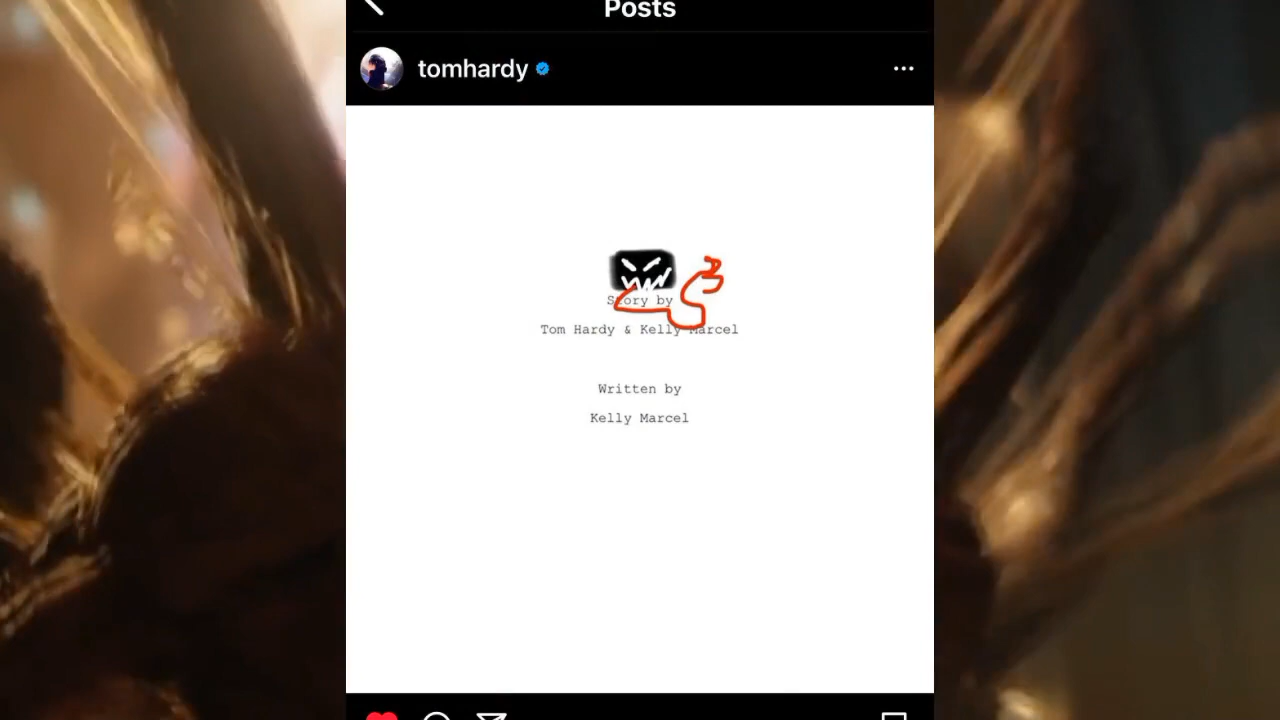 Posts
tomhardy
Story by
Tom Hardy & Kelly Marcel
Written by
Kelly Marcel